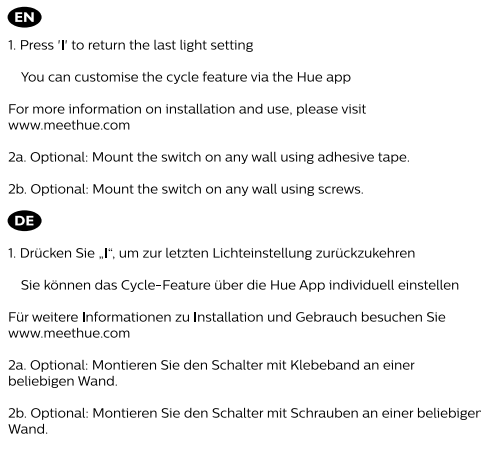 EN
1. Press 'I' to return the last light setting
You can customise the cycle feature via the Hue app
For more information on installation and use, please visit
www.meethue.com
2a. Optional: Mount the switch on any wall using adhesive tape.
2b. Optional: Mount the switch on any wall using screws.
DE
1. Drücken Sie „I“, um zur letzten Lichteinstellung zurückzukehren
Sie können das Cycle-Feature über die Hue App individuell einstellen
Für weitere Informationen zu Installation und Gebrauch besuchen Sie
www.meethue.com
2a. Optional: Montieren Sie den Schalter mit Klebeband an einer
beliebigen Wand.
2b. Optional: Montieren Sie den Schalter mit Schrauben an einer beliebigen
Wand.